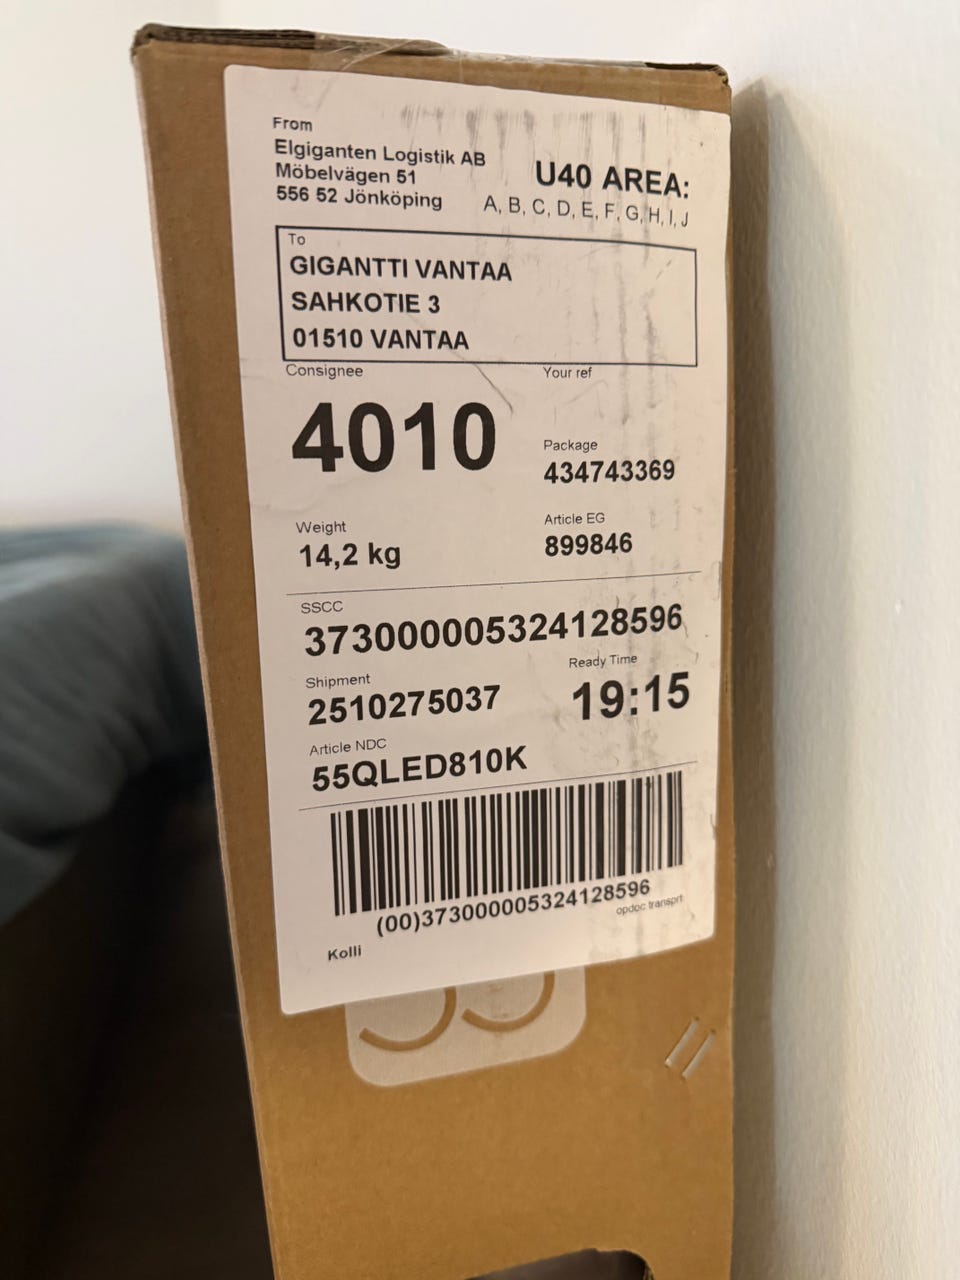 From
Elgiganten Logistik AB
Möbelvägen 51
556 52 Jönköping
U40 AREA:
A, B, C, D, E, F, G, H, I, J
To
GIGANTTI VANTAA
SAHKOTIE 3
01510 VANTAA
Consignee
4010
Your ref
Package
434743369
Weight
14,2 kg
Article EG
899846
SSCC
373000005324128596
Shipment
2510275037
Ready Time
19:15
Article NDC
55QLED810K
(00)373000005324128596
opdoc transprt
Kolli